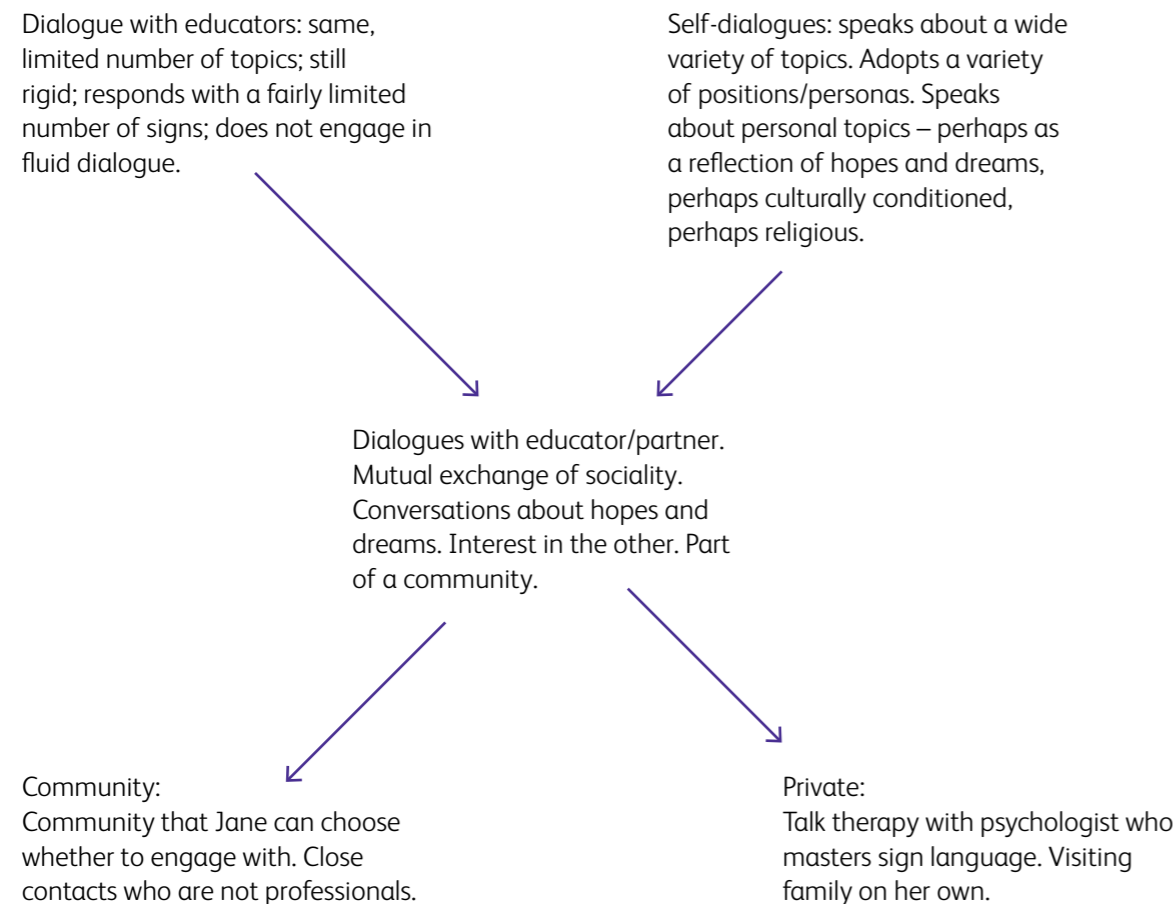 Dialogue with educators: same,
limited number of topics; still
rigid; responds with a fairly limited
number of signs; does not engage in
fluid dialogue.
Self-dialogues: speaks about a wide
variety of topics. Adopts a variety
of positions/personas. Speaks
about personal topics – perhaps as
a reflection of hopes and dreams,
perhaps culturally conditioned,
perhaps religious.
Dialogues with educator/partner.
Mutual exchange of sociality.
Conversations about hopes and
dreams. Interest in the other. Part
of a community.
Community:
Community that Jane can choose
whether to engage with. Close
contacts who are not professionals.
Private:
Talk therapy with psychologist who
masters sign language. Visiting
family on her own.